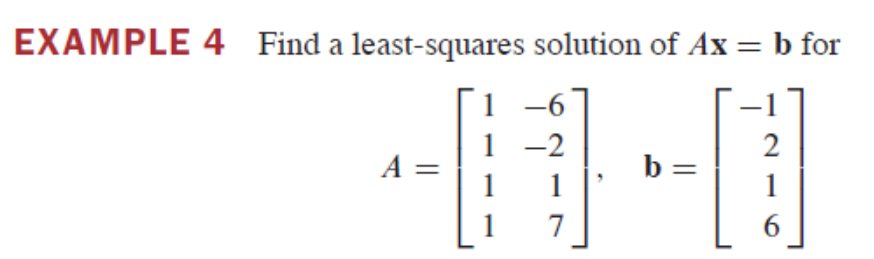 EXAMPLE 4 Find a least-squares solution of Ax = b for
1 -6 -1
1 -2 2
A = 1 1 , b = 1
1 7 6